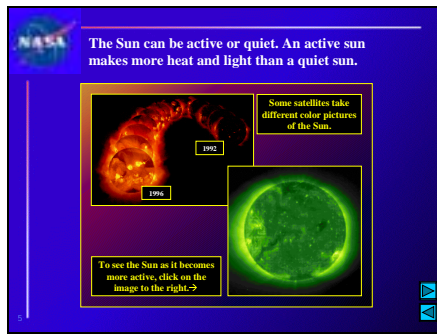 NASA
The Sun can be active or quiet. An active sun
makes more heat and light than a quiet sun.
Some satellites take
different color pictures
of the Sun.
1992
1996
To see the Sun as it becomes
more active, click on the
image to the right.→
5